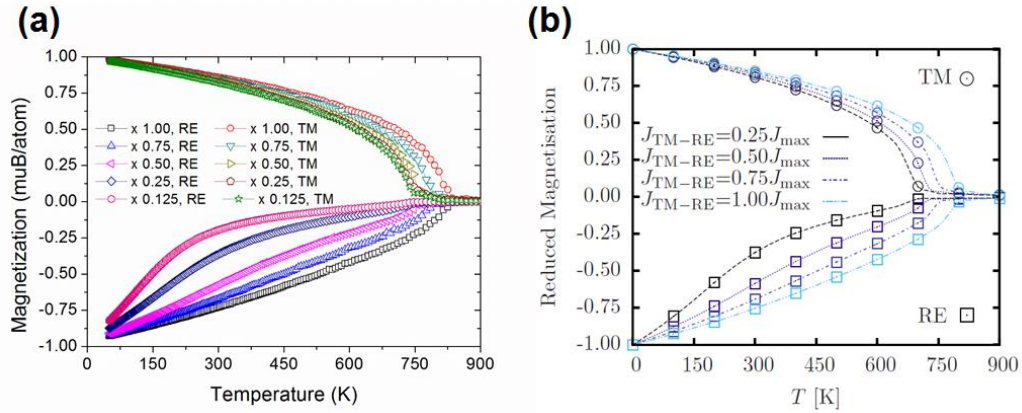 (a)
1.00
0.75
0.50
0.25
0.00
-0.25
-0.50
-0.75
-1.00
Magnetization (muB/atom)
x 1.00, RE
x 1.00, TM
x 0.75, RE
x 0.75, TM
x 0.50, RE
x 0.50, TM
x 0.25, RE
x 0.25, TM
x 0.125, RE
x 0.125, TM
150
300
450
600
750
900
Temperature (K)
(b)
1.00
0.75
0.50
0.25
0.00
-0.25
-0.50
-0.75
-1.00
Reduced Magnetisation
TM
J_TM−RE=0.25J_max
J_TM−RE=0.50J_max
J_TM−RE=0.75J_max
J_TM−RE=1.00J_max
RE
0
150
300
450
600
750
900
T [K]